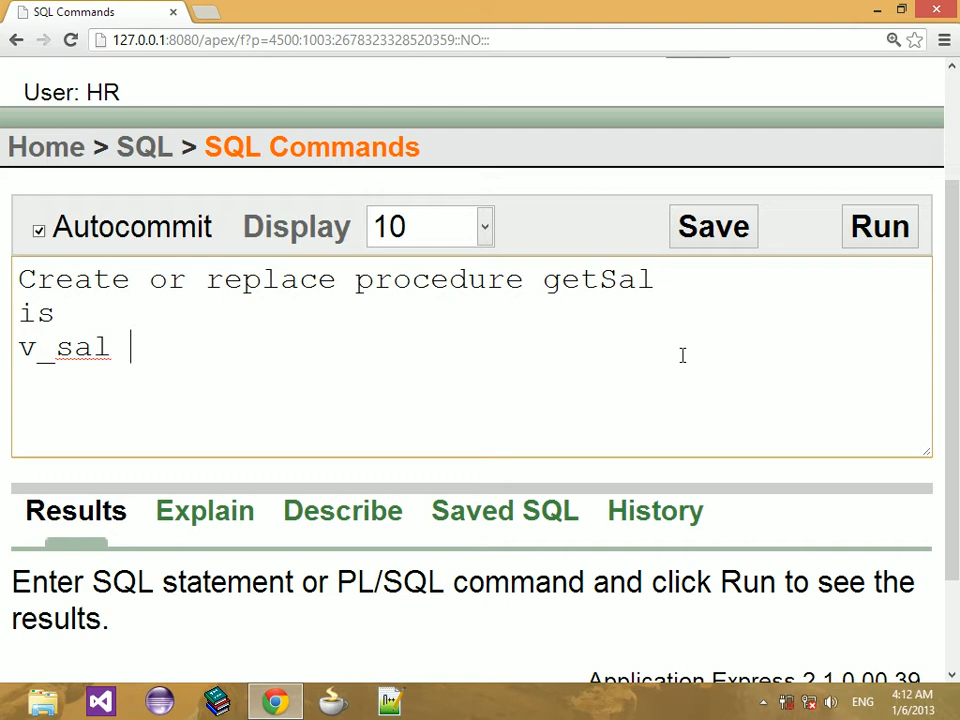 SQL Commands
127.0.0.1:8080/apex/f?p=4500:1003:2678323328520359::NO:::
User: HR
Home > SQL > SQL Commands
Autocommit Display 10 Save Run
Create or replace procedure getSal
is
v_sal
Results Explain Describe Saved SQL History
Enter SQL statement or PL/SQL command and click Run to see the
results.
Application Express 2.1.0.00.39
ENG
4:12 AM
1/6/2013